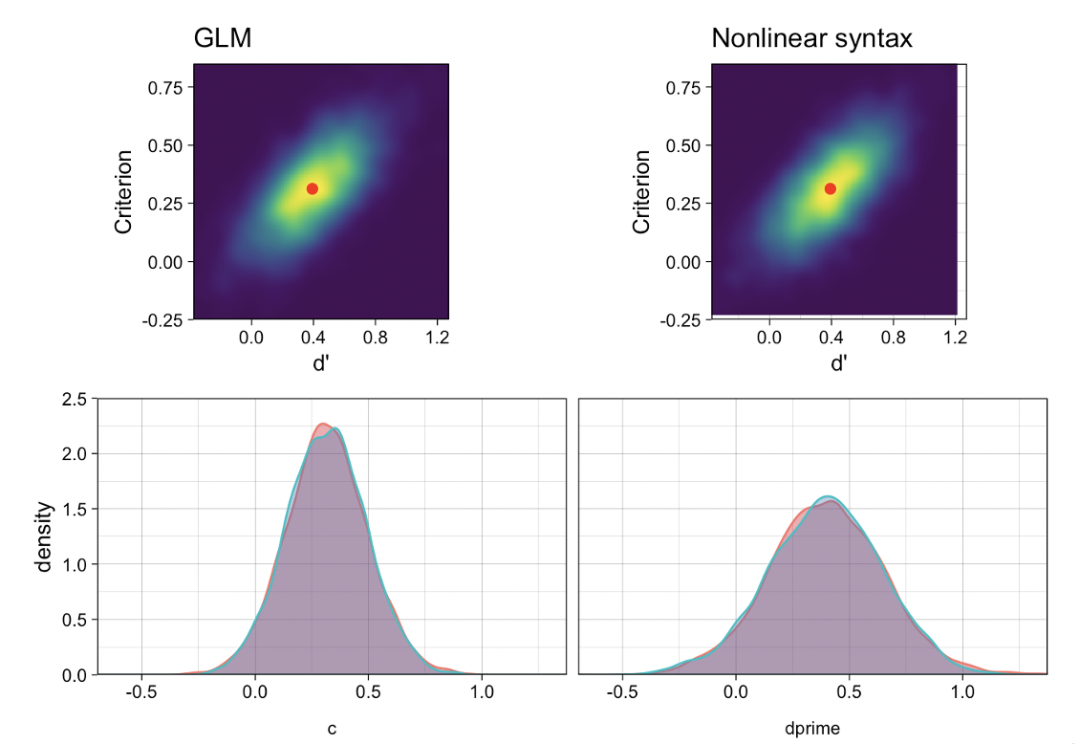 GLM
Nonlinear syntax
0.75
0.50
0.25
0.00
-0.25
Criterion
0.0 0.4 0.8 1.2
d'
0.75
0.50
0.25
0.00
-0.25
Criterion
0.0 0.4 0.8 1.2
d'
2.5
2.0
1.5
1.0
0.5
0.0
density
-0.5 0.0 0.5 1.0
c
-0.5 0.0 0.5 1.0
dprime